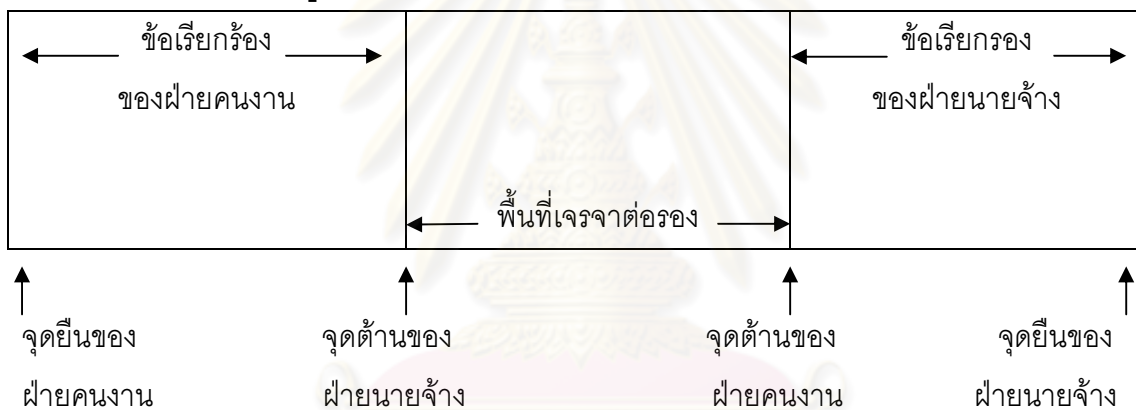 ข้อเรียกร้อง
ของฝ่ายคนงาน
ข้อเรียกรอง
ของฝ่ายนายจ้าง
พื้นที่เจรจาต่อรอง
จุดยืนของ
ฝ่ายคนงาน
จุดต้านของ
ฝ่ายนายจ้าง
จุดต้านของ
ฝ่ายคนงาน
จุดยืนของ
ฝ่ายนายจ้าง